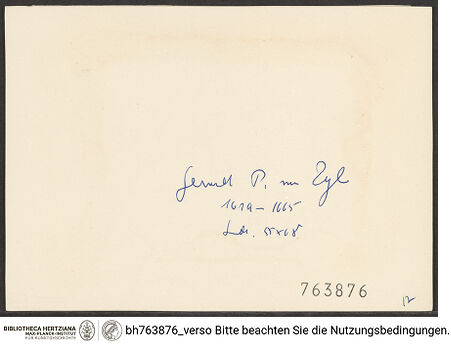 Gerard P. van Zyl
1619–1665
763876
12
BIBLIOTHECA HERTZIANA
MAX-PLANCK-INSTITUT
FÜR KUNSTGESCHICHTE
bh763876_verso Bitte beachten Sie die Nutzungsbedingungen.